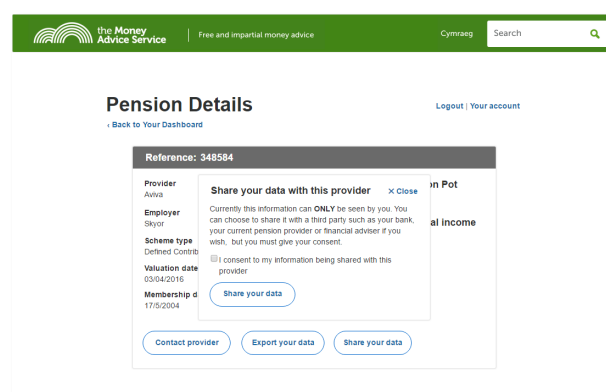 the Money
Advice Service
Free and impartial money advice
Cymraeg
Search
Pension Details
Logout | Your account
‹ Back to Your Dashboard
Reference: 348584
Provider
Aviva
Employer
Skyor
Scheme type
Defined Contrib
Valuation date
03/04/2016
Membership d
17/5/2004
on Pot
al income
Share your data with this provider
× Close
Currently this information can ONLY be seen by you. You
can choose to share it with a third party such as your bank,
your current pension provider or financial adviser if you
wish, but you must give your consent.
I consent to my information being shared with this
provider
Share your data
Contact provider
Export your data
Share your data